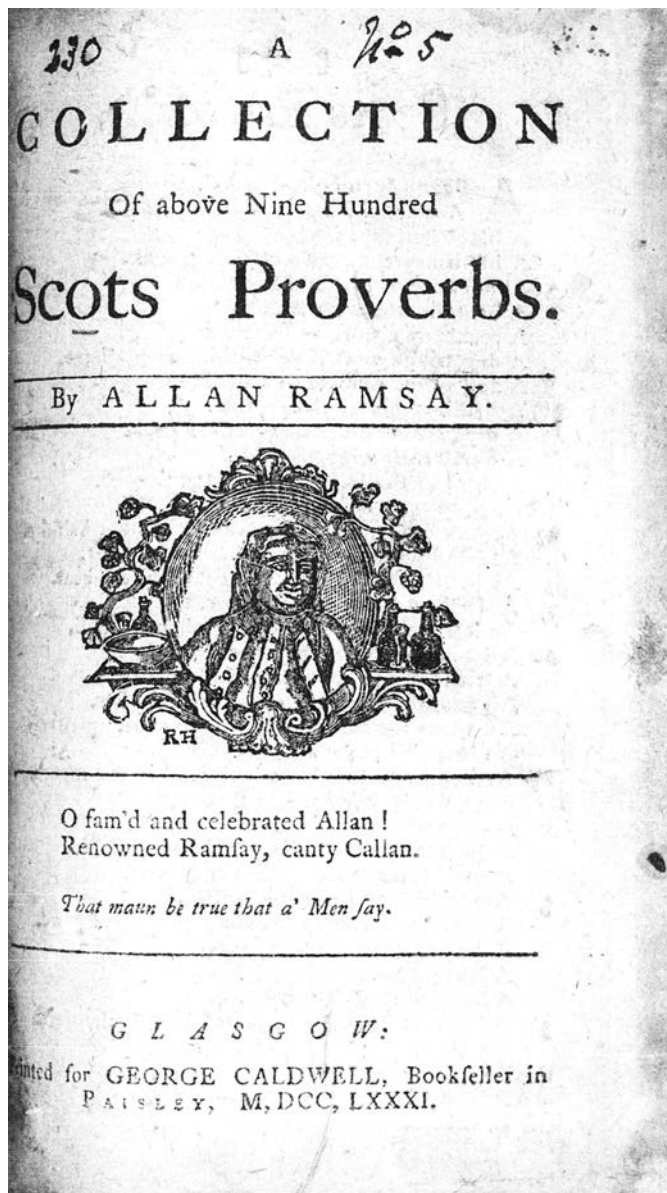 230
A
No 5
COLLECTION
Of above Nine Hundred
Scots Proverbs.
By ALLAN RAMSAY.
RH
O fam'd and celebrated Allan !
Renowned Ramſay, canty Callan.
That maun be true that a' Men ſay.
GLASGOW:
Printed for GEORGE CALDWELL, Bookſeller in
PAISLEY, M, DCC, LXXXI.